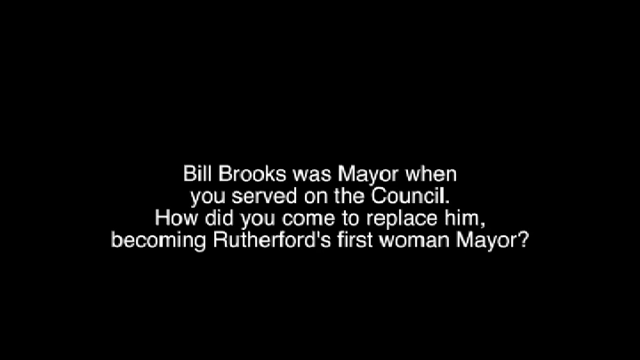 Bill Brooks was Mayor when
you served on the Council.
How did you come to replace him,
becoming Rutherford's first woman Mayor?